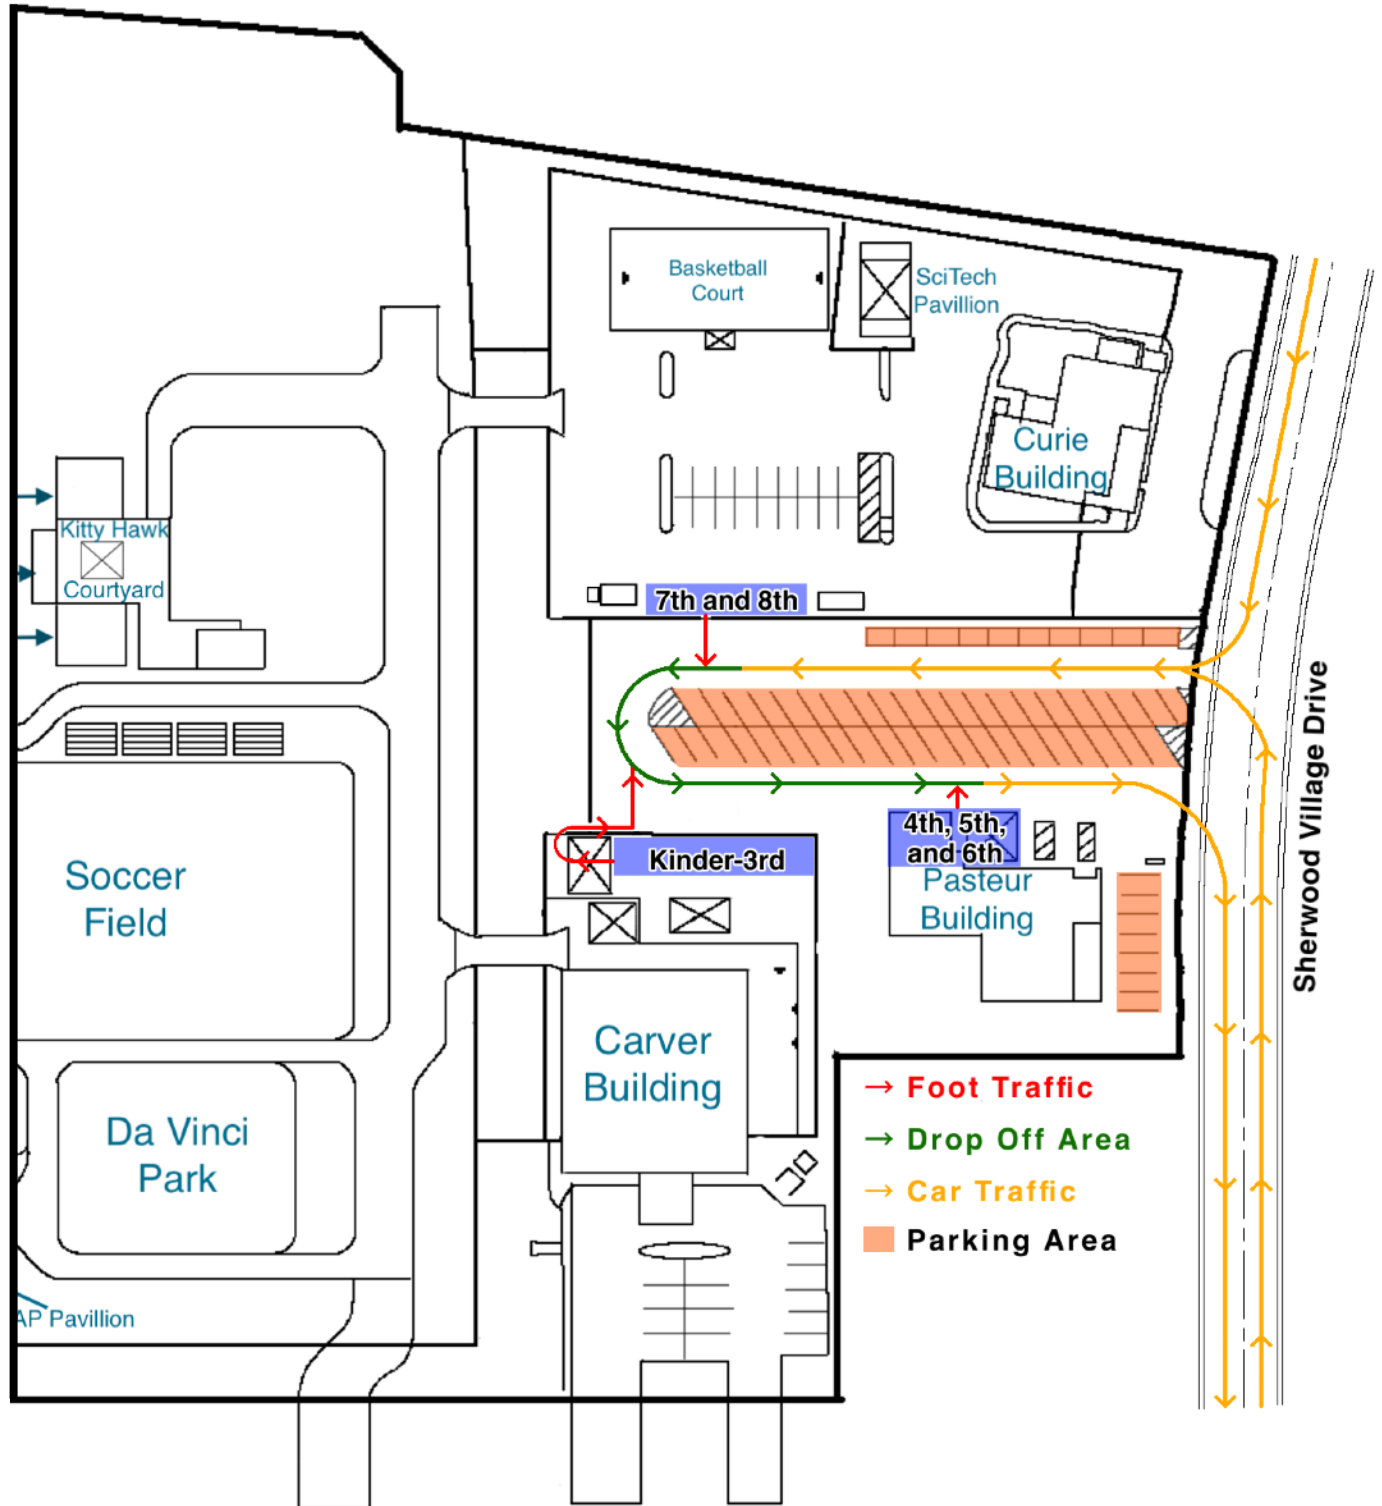 Basketball
Court
SciTech
Pavillion
Curie
Building
Kitty Hawk
Courtyard
7th and 8th
Sherwood Village Drive
4th, 5th,
and 6th
Kinder-3rd
Pasteur
Building
Soccer
Field
Carver
Building
Da Vinci
Park
→ Foot Traffic
→ Drop Off Area
→ Car Traffic
Parking Area
AP Pavillion